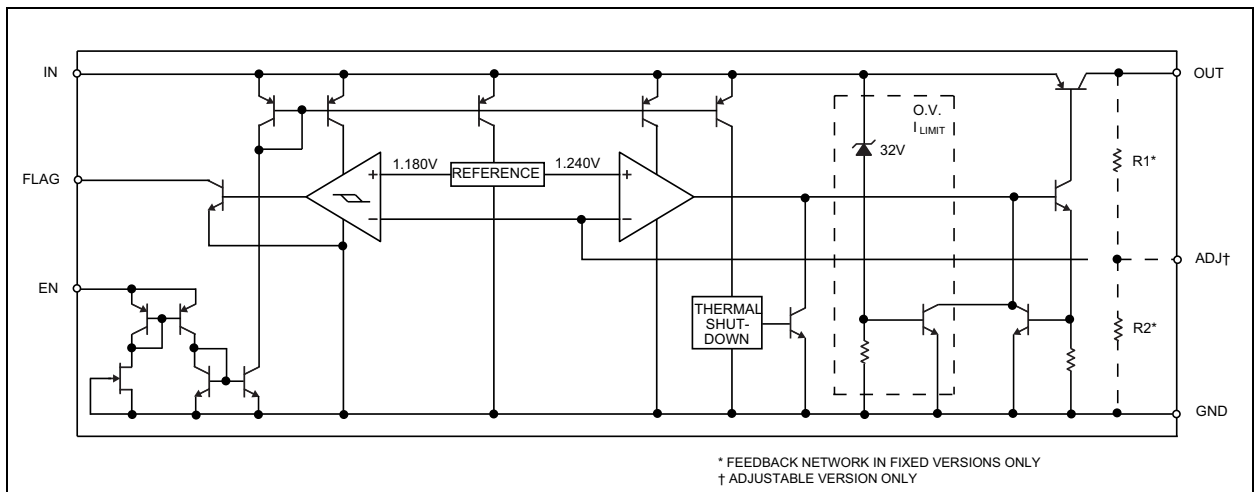 IN
OUT
O.V.
I LIMIT
32V
R1*
1.180V
REFERENCE
1.240V
+
+
FLAG
−
−
ADJ†
EN
THERMAL
SHUT-
DOWN
R2*
GND
* FEEDBACK NETWORK IN FIXED VERSIONS ONLY
† ADJUSTABLE VERSION ONLY